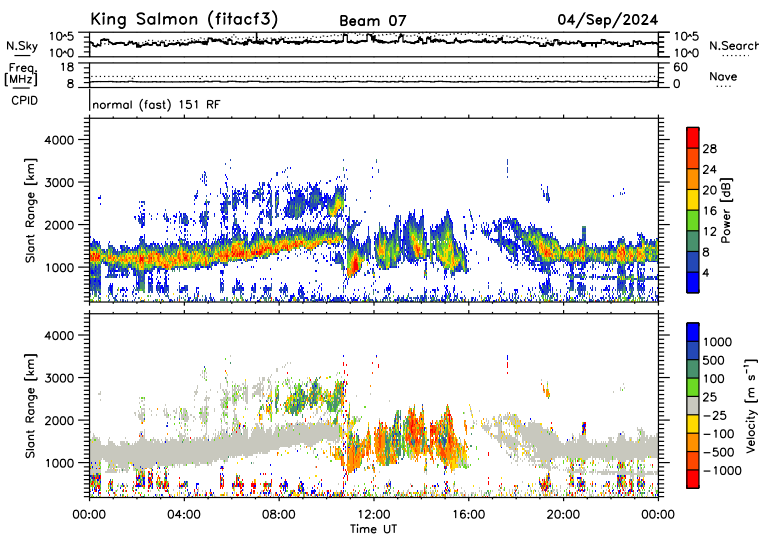 King Salmon (fitacf3) Beam 07 04/Sep/2024
N.Sky 10^5 10^0 10^5 10^0 N.Search
Freq. [MHz] 18 8 60 0 Nave
CPID normal (fast) 151 RF
Slant Range [km] 4000 3000 2000 1000
Power [dB] 28 24 20 16 12 8 4
Slant Range [km] 4000 3000 2000 1000
Velocity [m s⁻¹] 1000 500 100 25 −25 −100 −500 −1000
00:00 04:00 08:00 12:00 16:00 20:00 00:00
Time UT